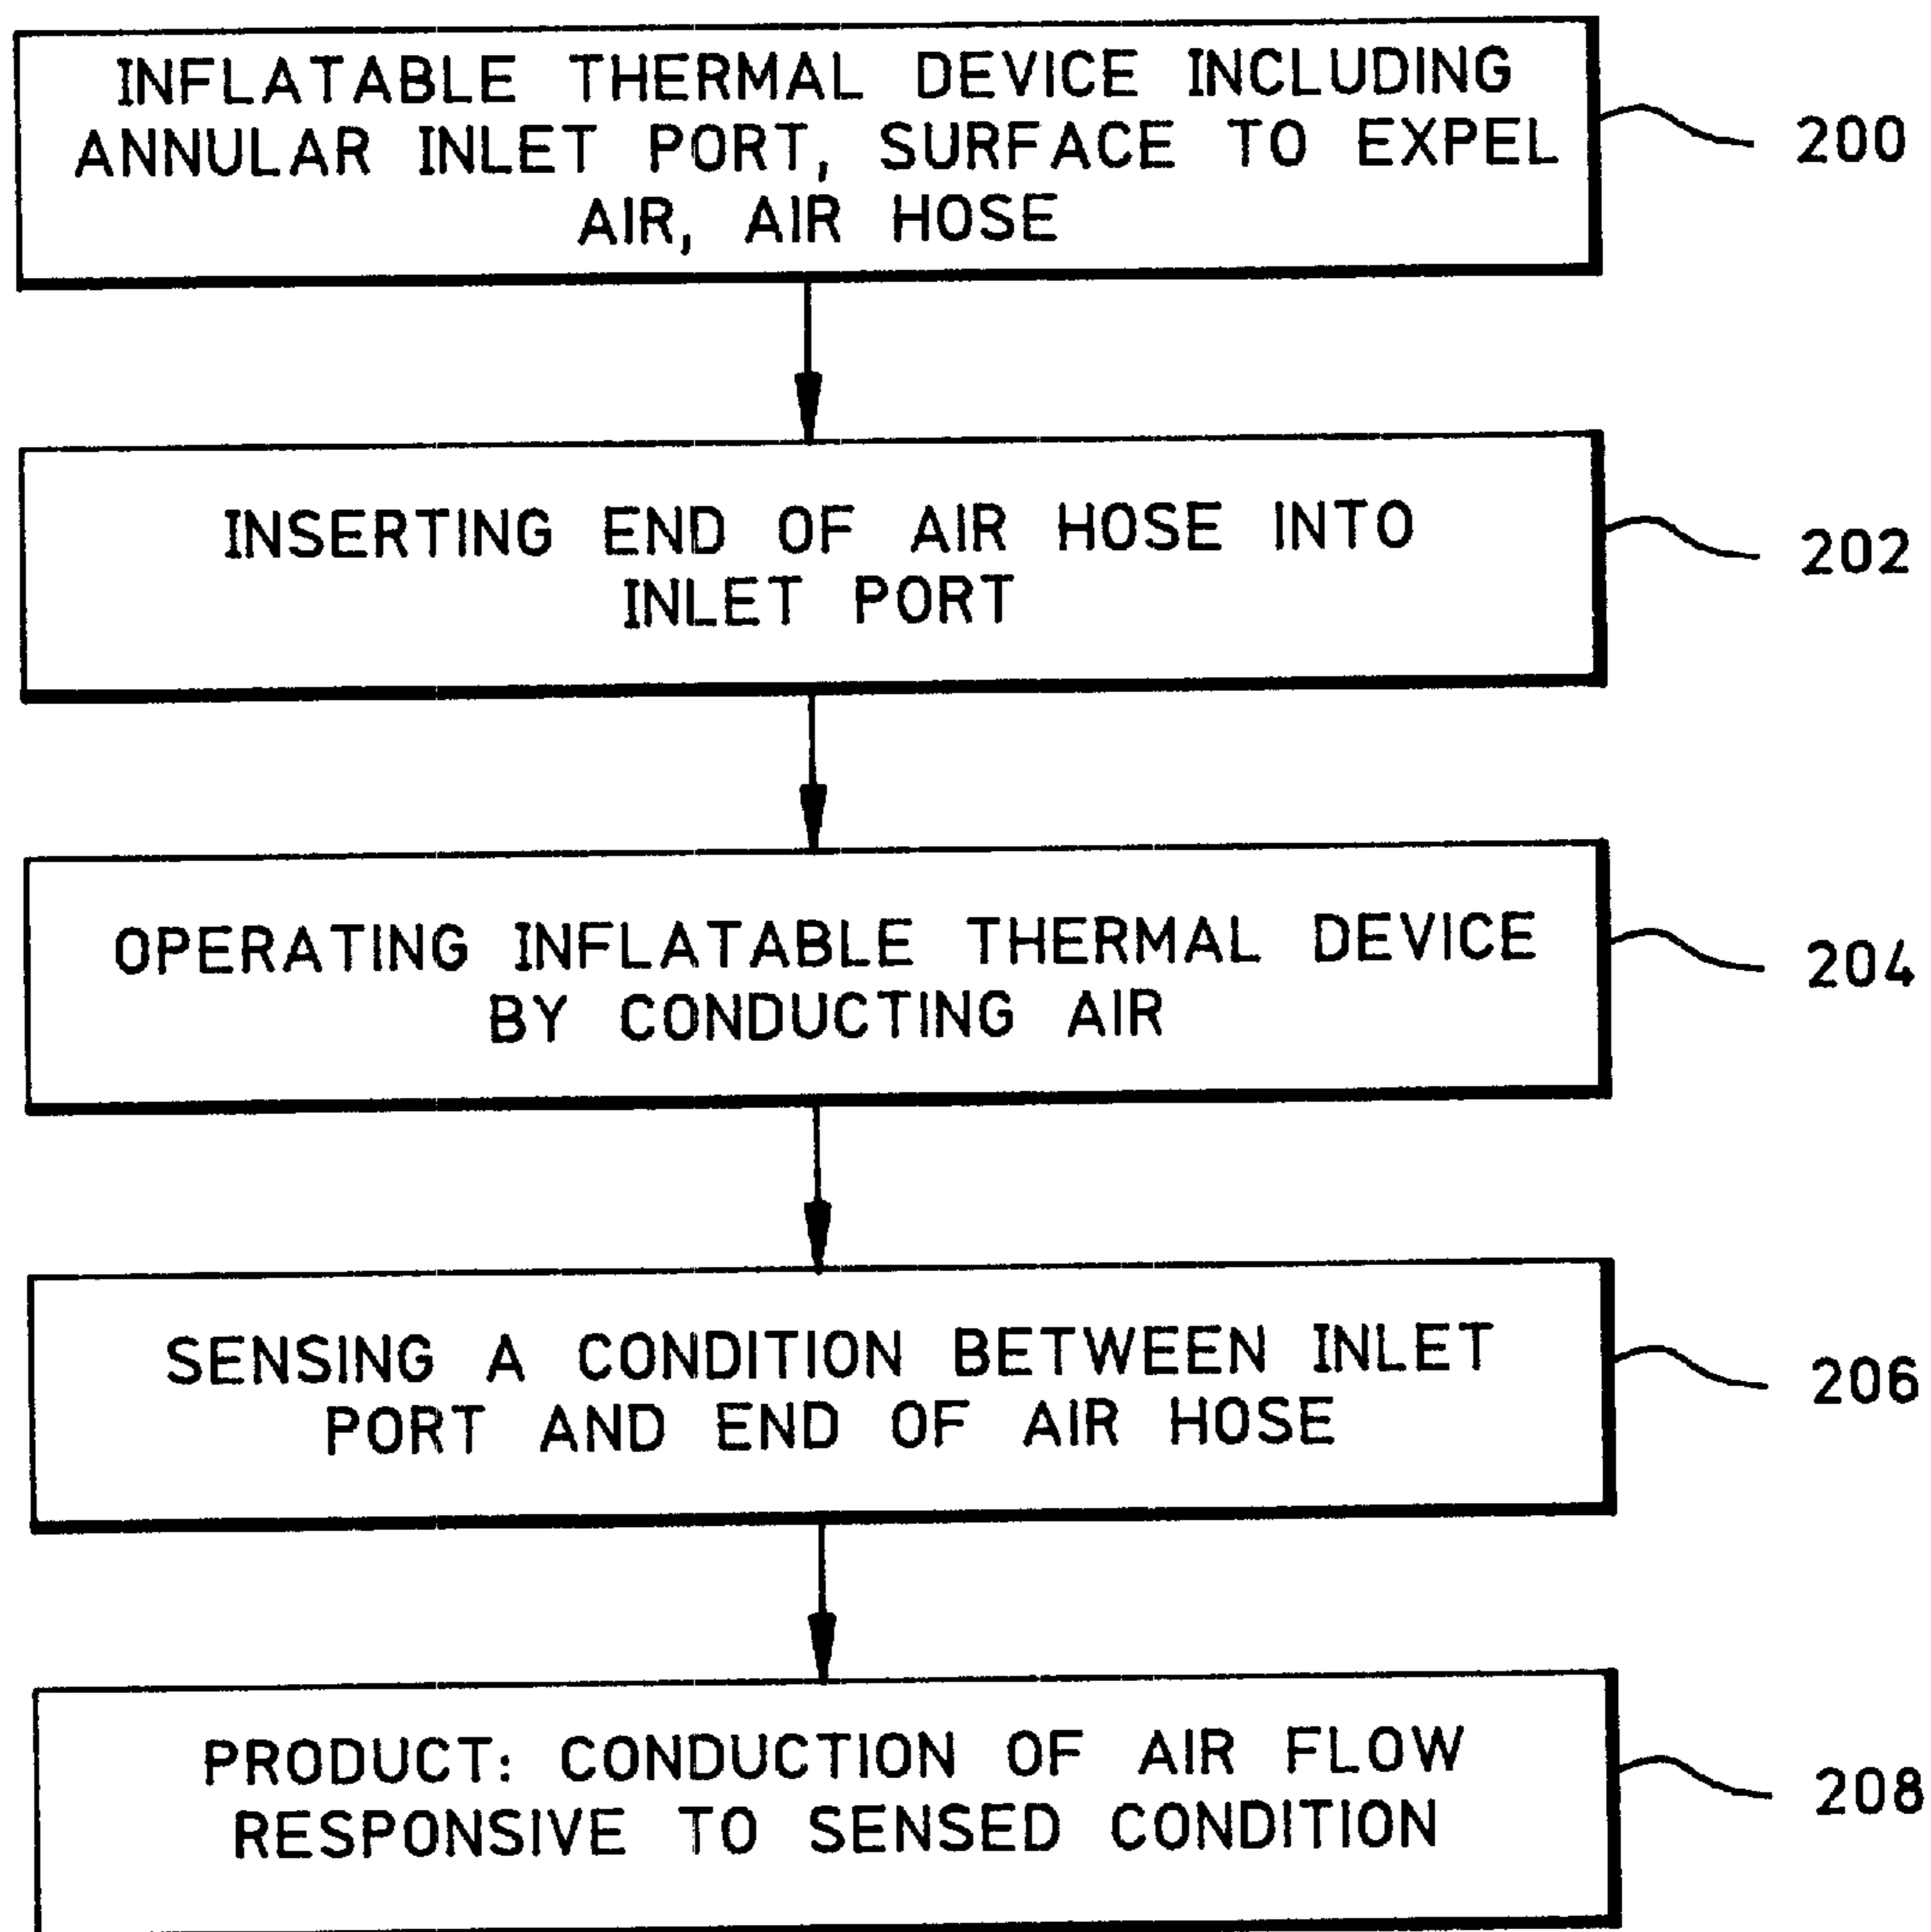 INFLATABLE THERMAL DEVICE INCLUDING
ANNULAR INLET PORT, SURFACE TO EXPEL
AIR, AIR HOSE
200
INSERTING END OF AIR HOSE INTO
INLET PORT
202
OPERATING INFLATABLE THERMAL DEVICE
BY CONDUCTING AIR
204
SENSING A CONDITION BETWEEN INLET
PORT AND END OF AIR HOSE
206
PRODUCT: CONDUCTION OF AIR FLOW
RESPONSIVE TO SENSED CONDITION
208